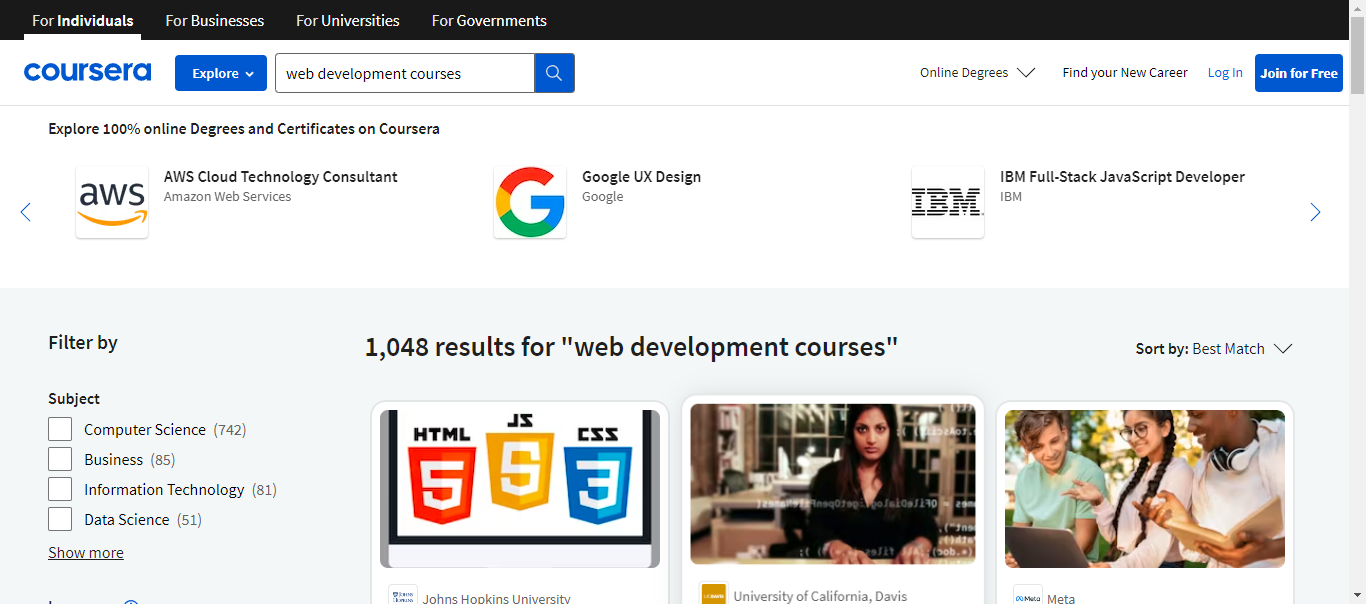 For Individuals For Businesses For Universities For Governments
coursera Explore web development courses Online Degrees Find your New Career Log In Join for Free
Explore 100% online Degrees and Certificates on Coursera
aws AWS Cloud Technology Consultant
Amazon Web Services
Google UX Design
Google
IBM IBM Full-Stack JavaScript Developer
IBM
Filter by
1,048 results for "web development courses"
Sort by: Best Match
Subject
Computer Science (742)
Business (85)
Information Technology (81)
Data Science (51)
Show more
HTML JS CSS
5 5 3
Johns Hopkins University
University of California, Davis
Meta Meta